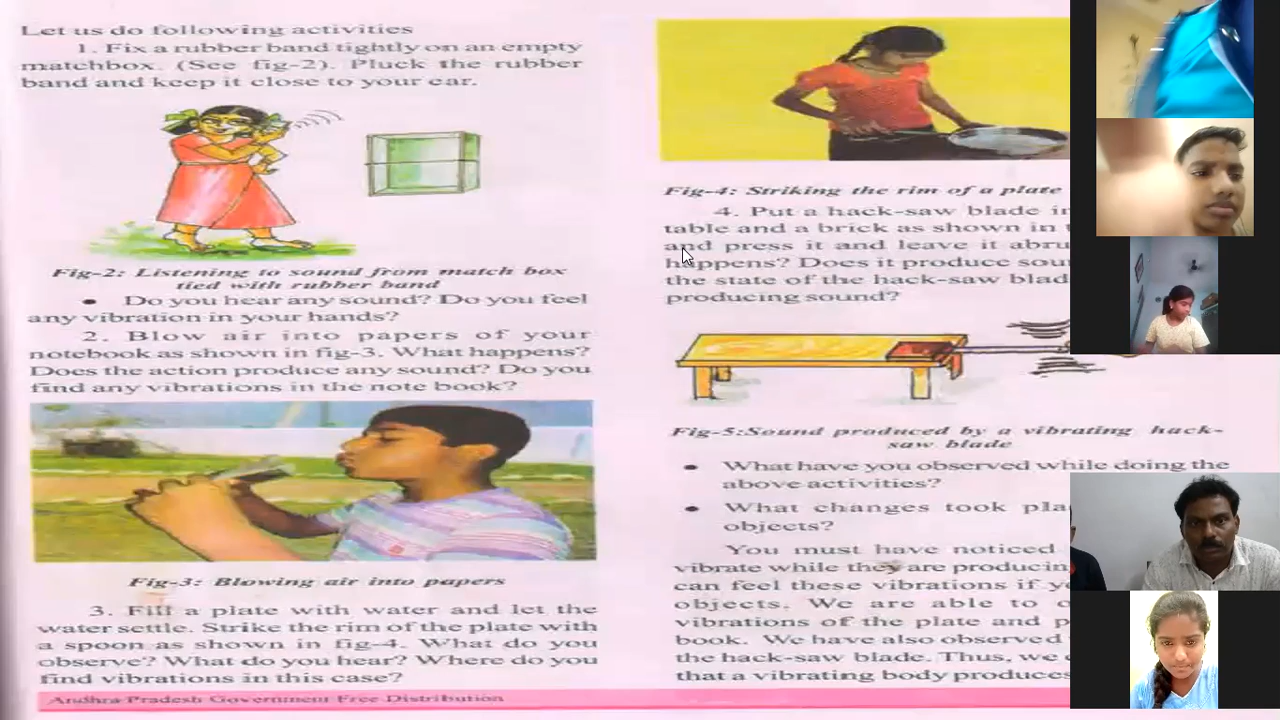 Let us do following activities
1. Fix a rubber band tightly on an empty
matchbox. (See fig-2). Pluck the rubber
band and keep it close to your ear.
Fig-2: Listening to sound from match box
tied with rubber band
• Do you hear any sound? Do you feel
any vibration in your hands?
2. Blow air into papers of your
notebook as shown in fig-3. What happens?
Does the action produce any sound? Do you
find any vibrations in the note book?
Fig-3: Blowing air into papers
3. Fill a plate with water and let the
water settle. Strike the rim of the plate with
a spoon as shown in fig-4. What do you
observe? What do you hear? Where do you
find vibrations in this case?
Andhra Pradesh Government Free Distribution
Fig-4: Striking the rim of a plate
4. Put a hack-saw blade
table and a brick as shown in
and press it and leave it
happens? Does it produce
the state of the hack-saw
producing sound?
Fig-5:Sound produced by a vibrating hack-
saw blade
• What have you observed while doing the
above activities?
• What changes took
objects?
You must have noticed
vibrate while they are
can feel these vibrations if
objects. We are able to
vibrations of the plate and
book. We have also observed
the hack-saw blade. Thus, we
that a vibrating body produces